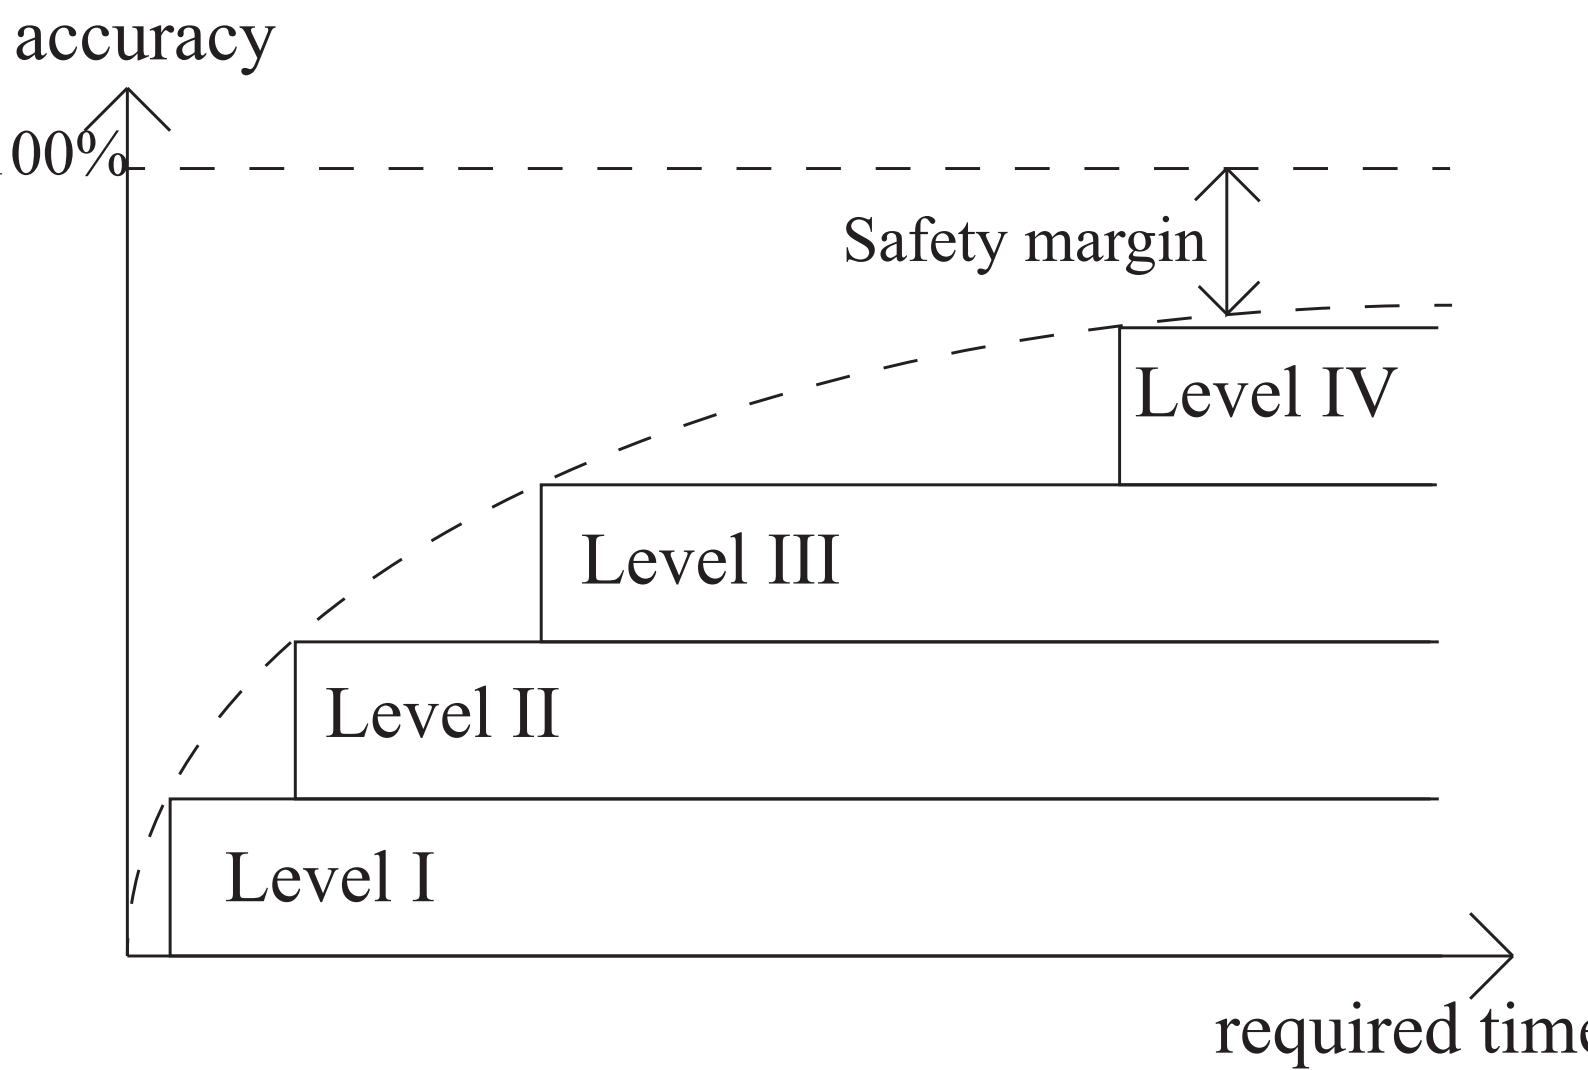 accuracy
00%
Safety margin
Level IV
Level III
Level II
Level I
required time